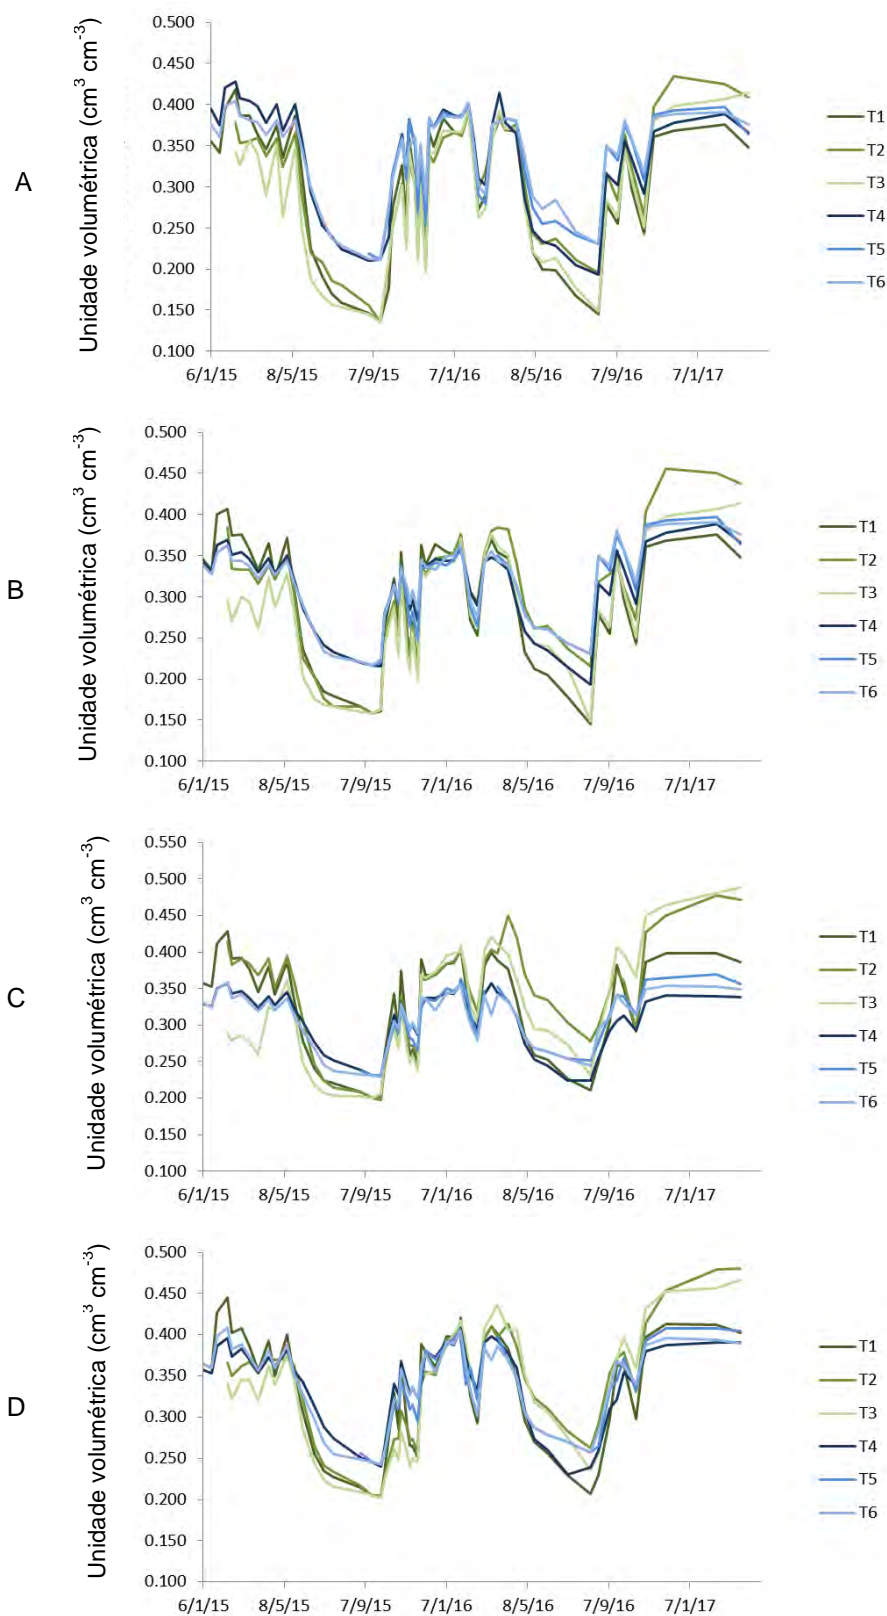 A
Unidade volumétrica (cm³ cm⁻³)
0.500
0.450
0.400
0.350
0.300
0.250
0.200
0.150
0.100
6/1/15 8/5/15 7/9/15 7/1/16 8/5/16 7/9/16 7/1/17
T1
T2
T3
T4
T5
T6
B
Unidade volumétrica (cm³ cm⁻³)
0.500
0.450
0.400
0.350
0.300
0.250
0.200
0.150
0.100
6/1/15 8/5/15 7/9/15 7/1/16 8/5/16 7/9/16 7/1/17
T1
T2
T3
T4
T5
T6
C
Unidade volumétrica (cm³ cm⁻³)
0.550
0.500
0.450
0.400
0.350
0.300
0.250
0.200
0.150
0.100
6/1/15 8/5/15 7/9/15 7/1/16 8/5/16 7/9/16 7/1/17
T1
T2
T3
T4
T5
T6
D
Unidade volumétrica (cm³ cm⁻³)
0.500
0.450
0.400
0.350
0.300
0.250
0.200
0.150
0.100
6/1/15 8/5/15 7/9/15 7/1/16 8/5/16 7/9/16 7/1/17
T1
T2
T3
T4
T5
T6